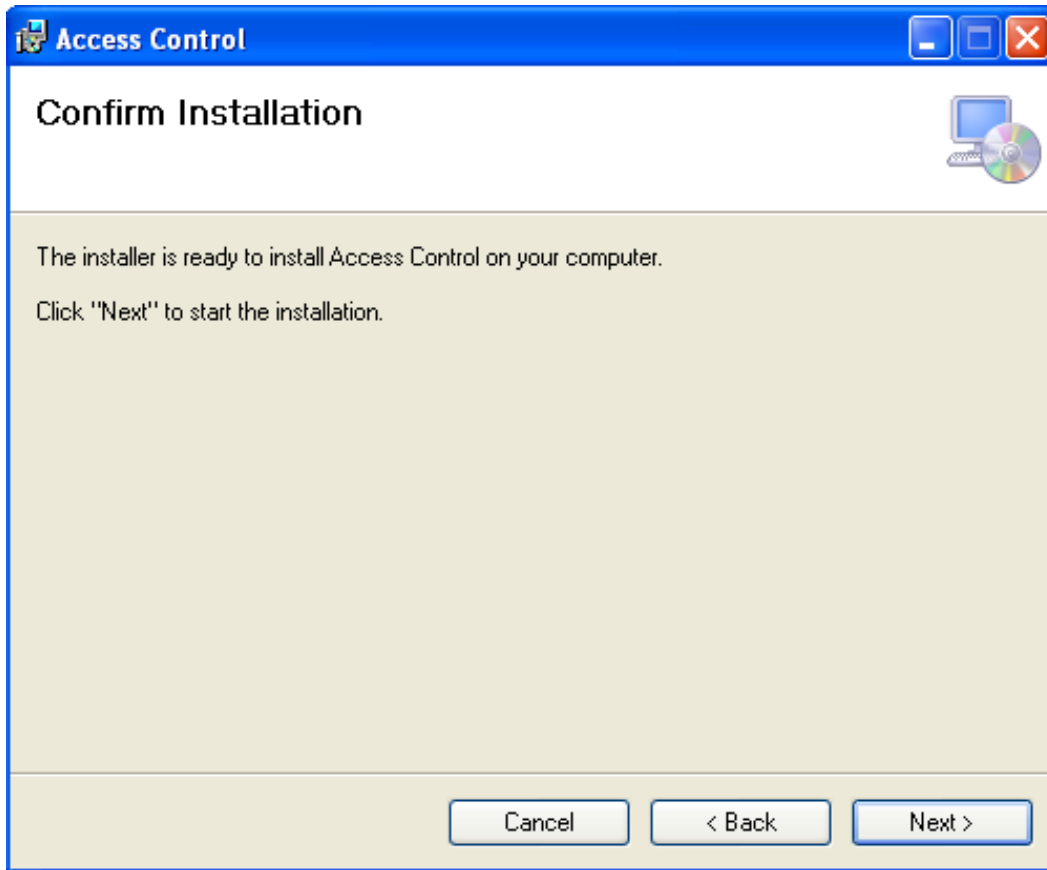 Access Control
Confirm Installation
The installer is ready to install Access Control on your computer.
Click "Next" to start the installation.
Cancel
< Back
Next >